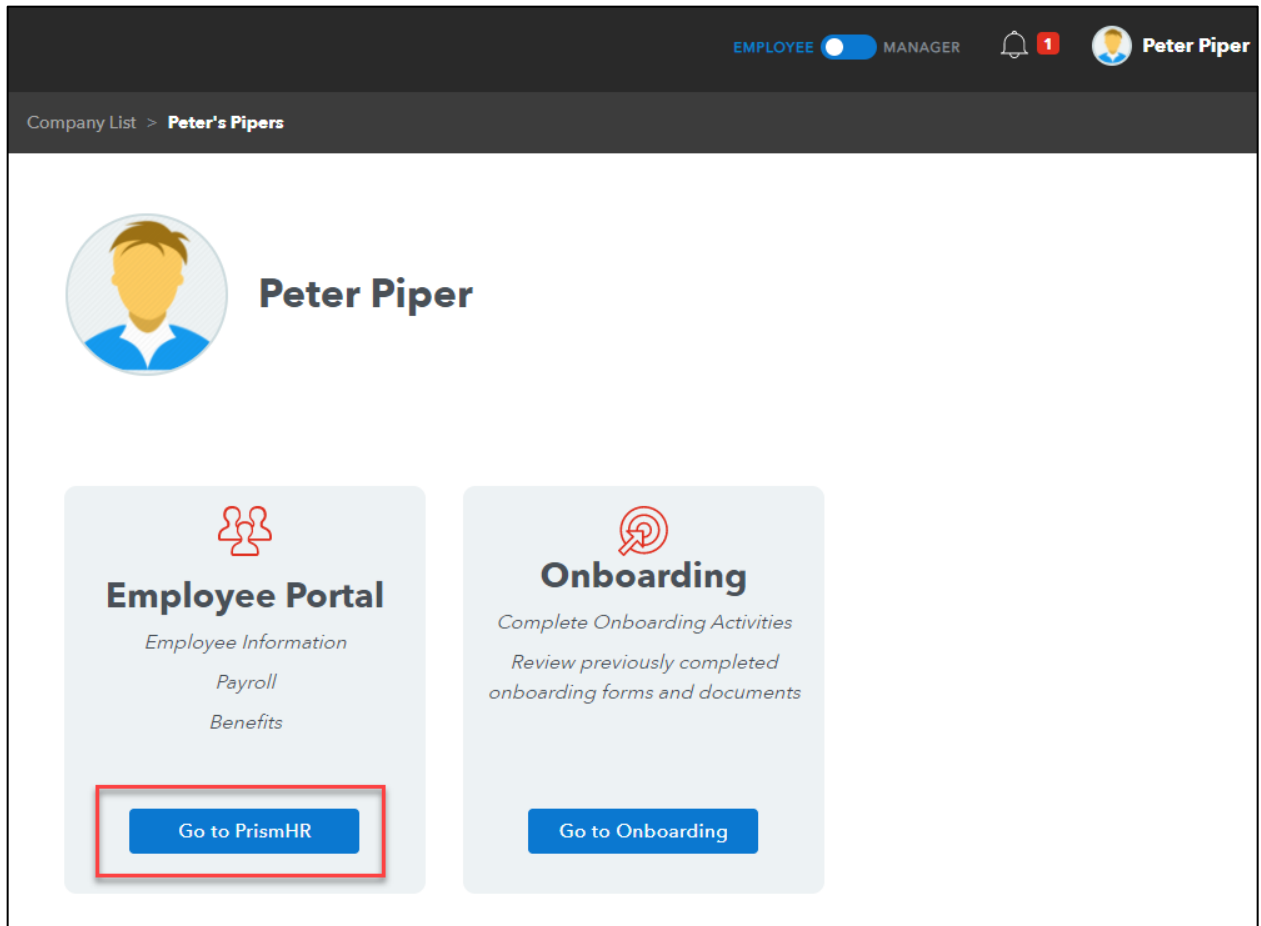 EMPLOYEE MANAGER 1 Peter Piper
Company List > Peter's Pipers
Peter Piper
Employee Portal
Employee Information
Payroll
Benefits
Go to PrismHR
Onboarding
Complete Onboarding Activities
Review previously completed
onboarding forms and documents
Go to Onboarding